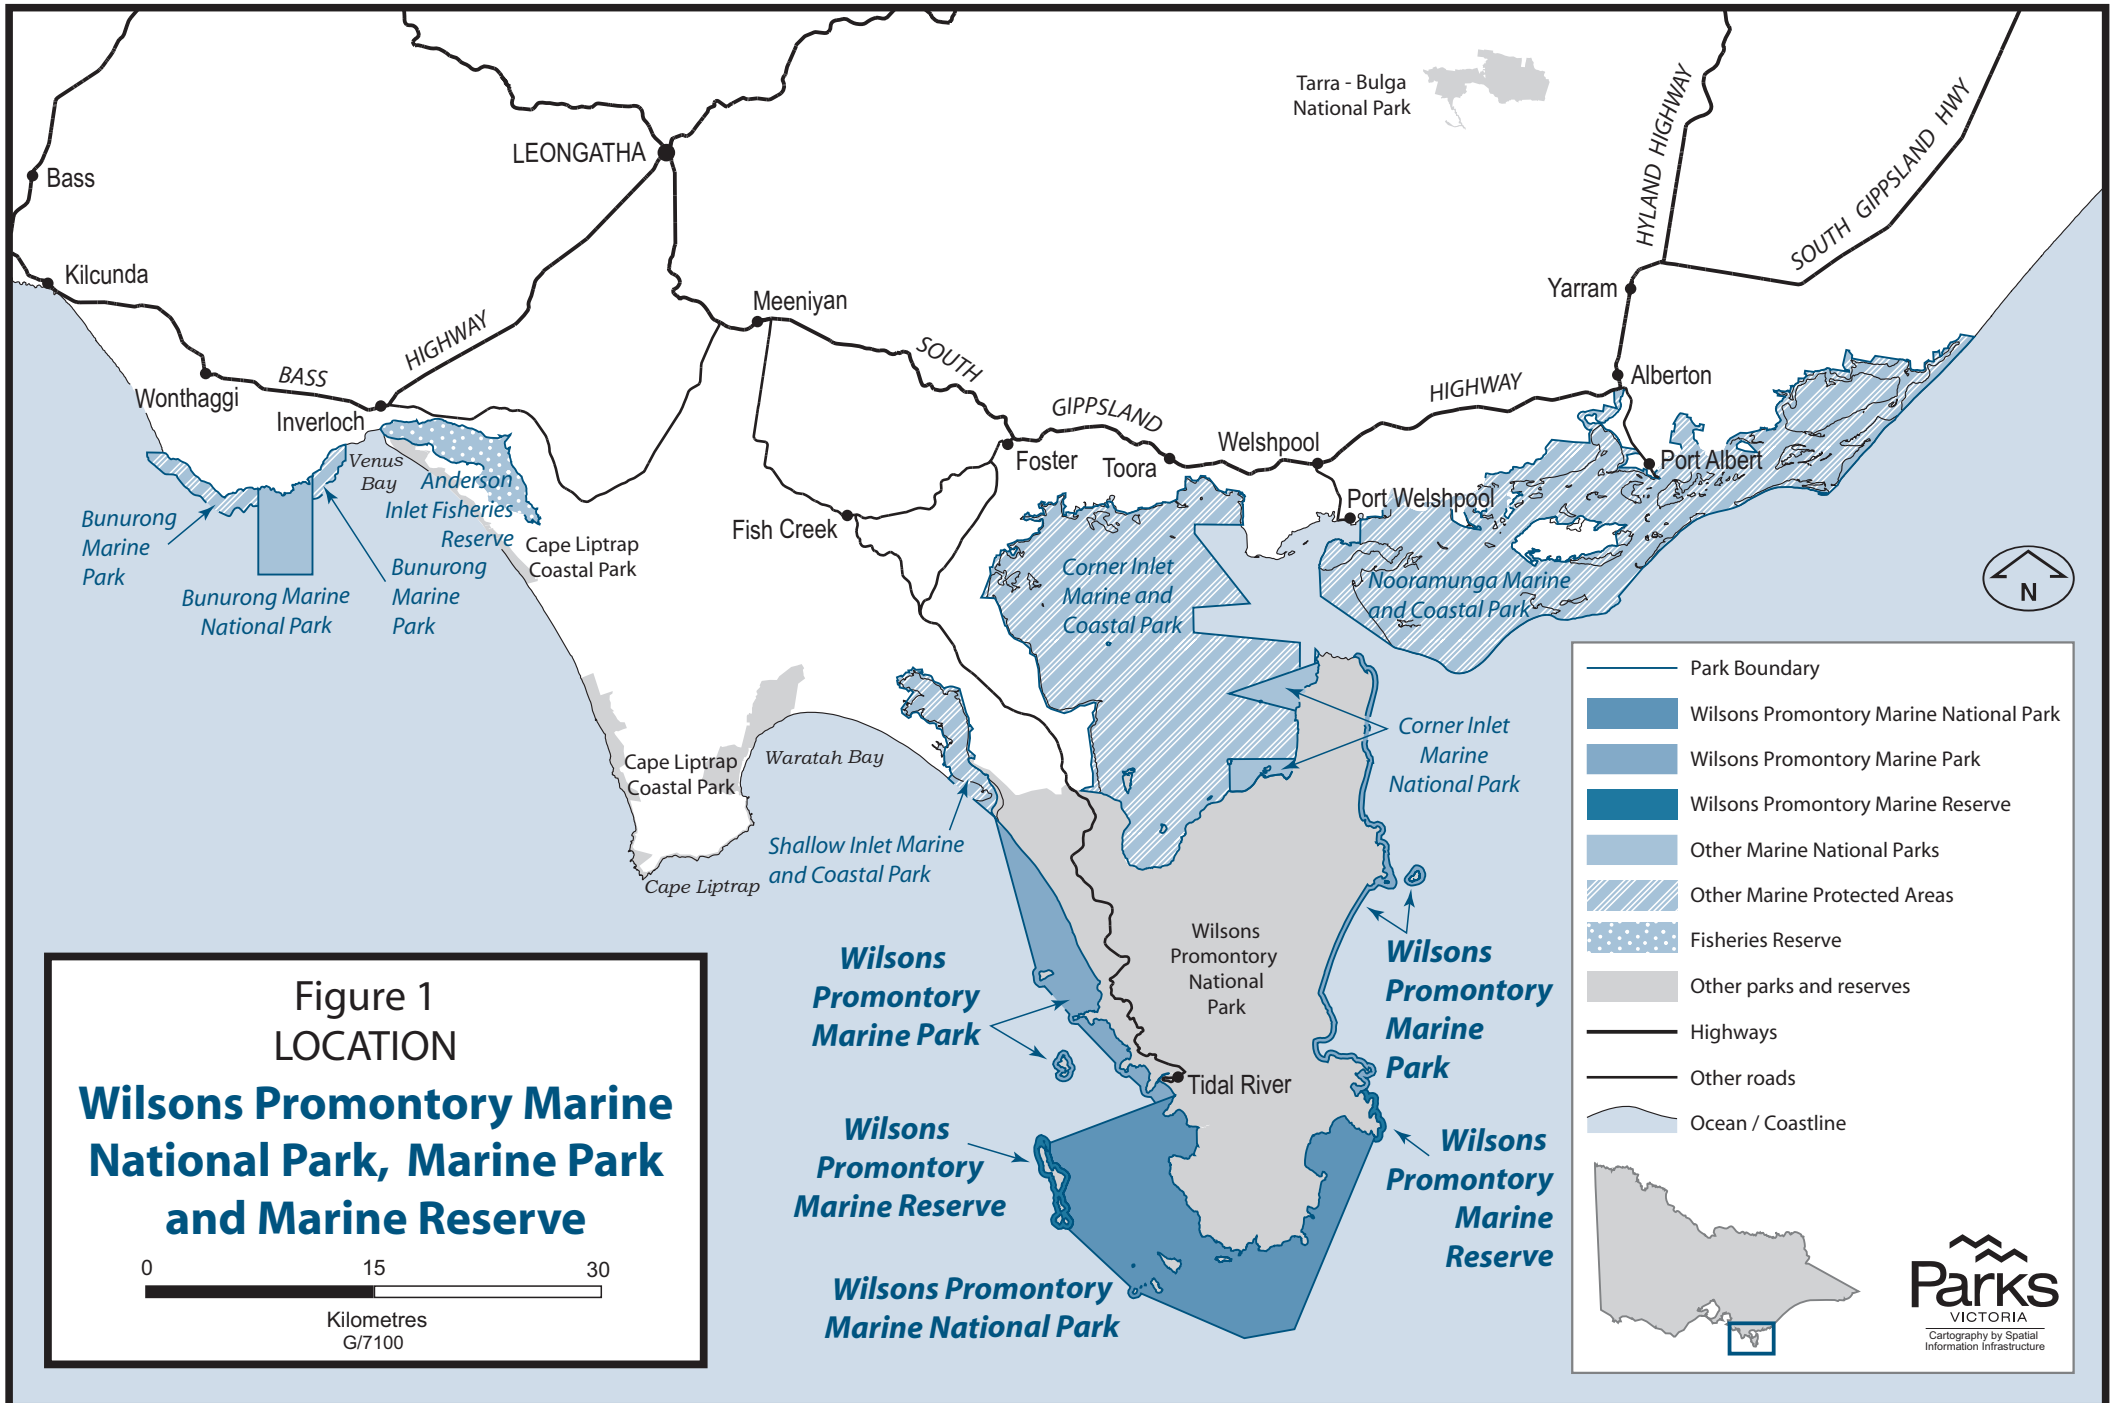 Tarra - Bulga
National Park
HYLAND HIGHWAY
SOUTH GIPPSLAND HWY
LEONGATHA
Bass
Kilcunda
Meeniyan
Yarram
HIGHWAY
BASS
SOUTH
GIPPSLAND
HIGHWAY
Alberton
Wonthaggi
Inverloch
Foster
Toora
Welshpool
Port Albert
Port Welshpool
Fish Creek
Venus
Bay
Anderson
Inlet Fisheries
Reserve
Bunurong
Marine
Park
Cape Liptrap
Coastal Park
Bunurong Marine
National Park
Bunurong
Marine
Park
Corner Inlet
Marine and
Coastal Park
Nooramunga Marine
and Coastal Park
N
Corner Inlet
Marine
National Park
Waratah Bay
Cape Liptrap
Coastal Park
Cape Liptrap
Shallow Inlet Marine
and Coastal Park
Wilsons
Promontory
National
Park
Wilsons
Promontory
Marine Park
Wilsons
Promontory
Marine
Park
Tidal River
Wilsons
Promontory
Marine Reserve
Wilsons
Promontory
Marine
Reserve
Wilsons Promontory
Marine National Park
Figure 1
LOCATION
Wilsons Promontory Marine
National Park, Marine Park
and Marine Reserve
0 15 30
Kilometres
G/7100
Park Boundary
Wilsons Promontory Marine National Park
Wilsons Promontory Marine Park
Wilsons Promontory Marine Reserve
Other Marine National Parks
Other Marine Protected Areas
Fisheries Reserve
Other parks and reserves
Highways
Other roads
Ocean / Coastline
Parks
VICTORIA
Cartography by Spatial
Information Infrastructure